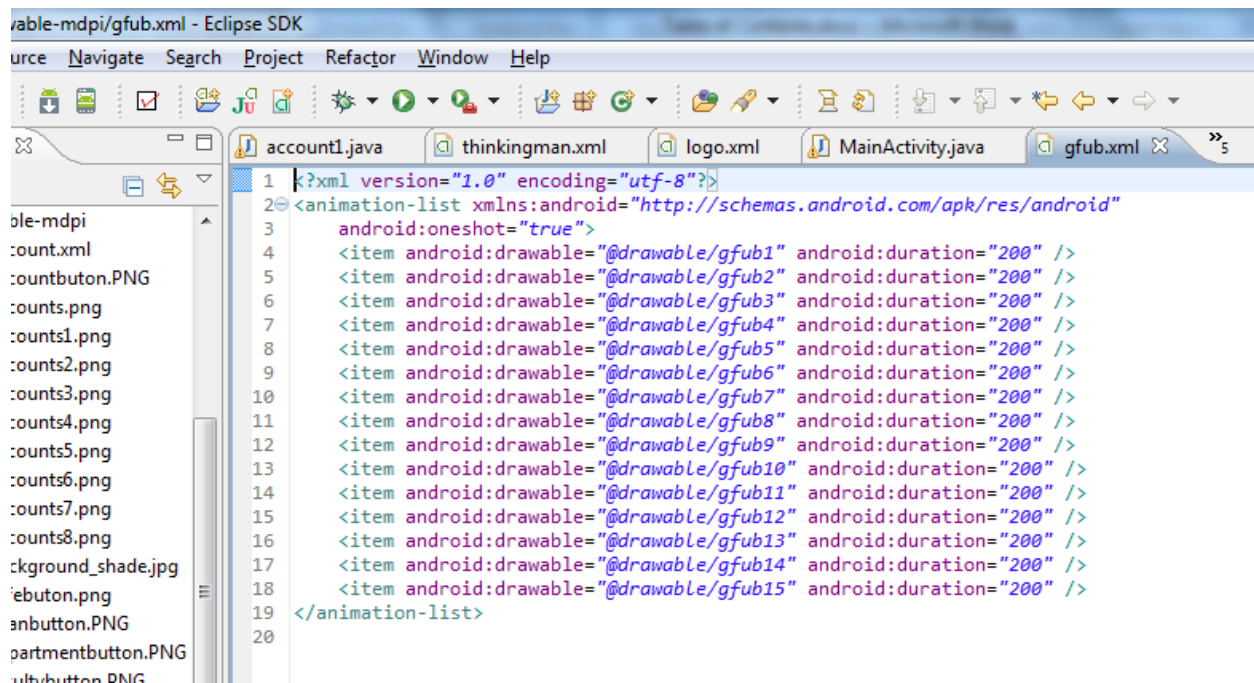 vable-mdpi/gfub.xml - Eclipse SDK
urce Navigate Search Project Refactor Window Help
account1.java thinkingman.xml logo.xml MainActivity.java gfub.xml »5
ble-mdpi
count.xml
countbuton.PNG
counts.png
counts1.png
counts2.png
counts3.png
counts4.png
counts5.png
counts6.png
counts7.png
counts8.png
ckground_shade.jpg
febuton.png
anbutton.PNG
partmentbutton.PNG
ultybutton.PNG
1 <?xml version="1.0" encoding="utf-8"?>
2 <animation-list xmlns:android="http://schemas.android.com/apk/res/android"
3 android:oneshot="true">
4 <item android:drawable="@drawable/gfub1" android:duration="200" />
5 <item android:drawable="@drawable/gfub2" android:duration="200" />
6 <item android:drawable="@drawable/gfub3" android:duration="200" />
7 <item android:drawable="@drawable/gfub4" android:duration="200" />
8 <item android:drawable="@drawable/gfub5" android:duration="200" />
9 <item android:drawable="@drawable/gfub6" android:duration="200" />
10 <item android:drawable="@drawable/gfub7" android:duration="200" />
11 <item android:drawable="@drawable/gfub8" android:duration="200" />
12 <item android:drawable="@drawable/gfub9" android:duration="200" />
13 <item android:drawable="@drawable/gfub10" android:duration="200" />
14 <item android:drawable="@drawable/gfub11" android:duration="200" />
15 <item android:drawable="@drawable/gfub12" android:duration="200" />
16 <item android:drawable="@drawable/gfub13" android:duration="200" />
17 <item android:drawable="@drawable/gfub14" android:duration="200" />
18 <item android:drawable="@drawable/gfub15" android:duration="200" />
19 </animation-list>
20